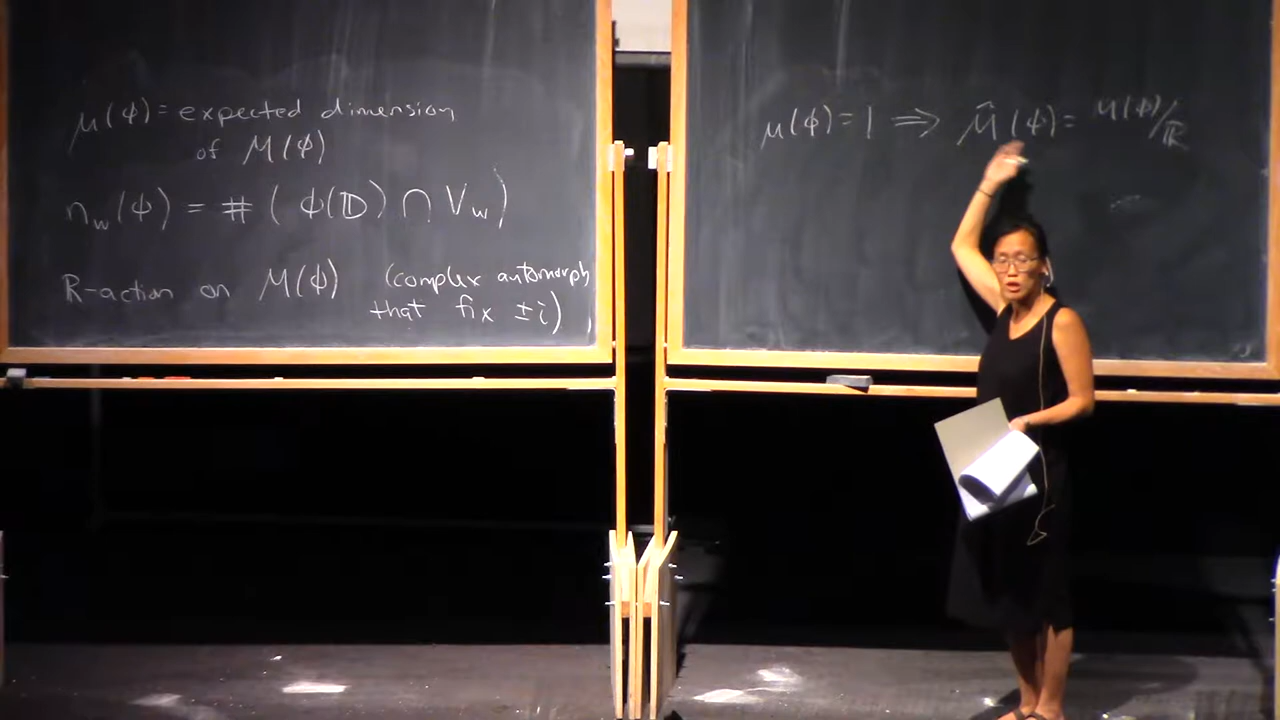 μ(φ) = expected dimension
of M(φ)
n_w(φ) = # ( φ(𝔻) ∩ V_w )
ℝ-action on M(φ) (complex automorph
that fix ±i)
μ(φ) = 1 ⟹ M̂(φ) = M(φ)/ℝ